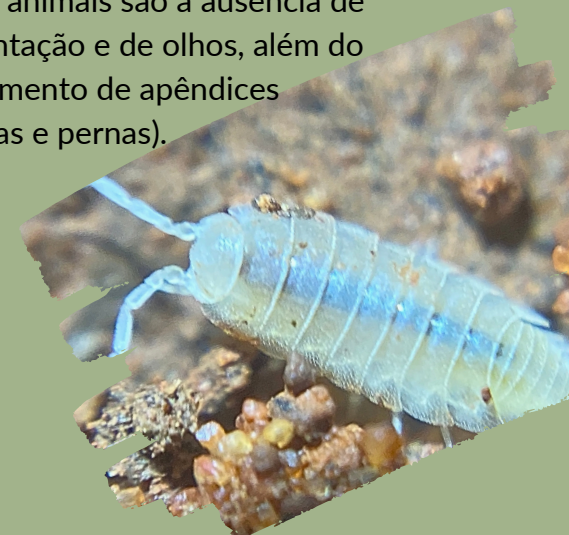 animais são a ausência de
ntação e de olhos, além do
mento de apêndices
as e pernas).